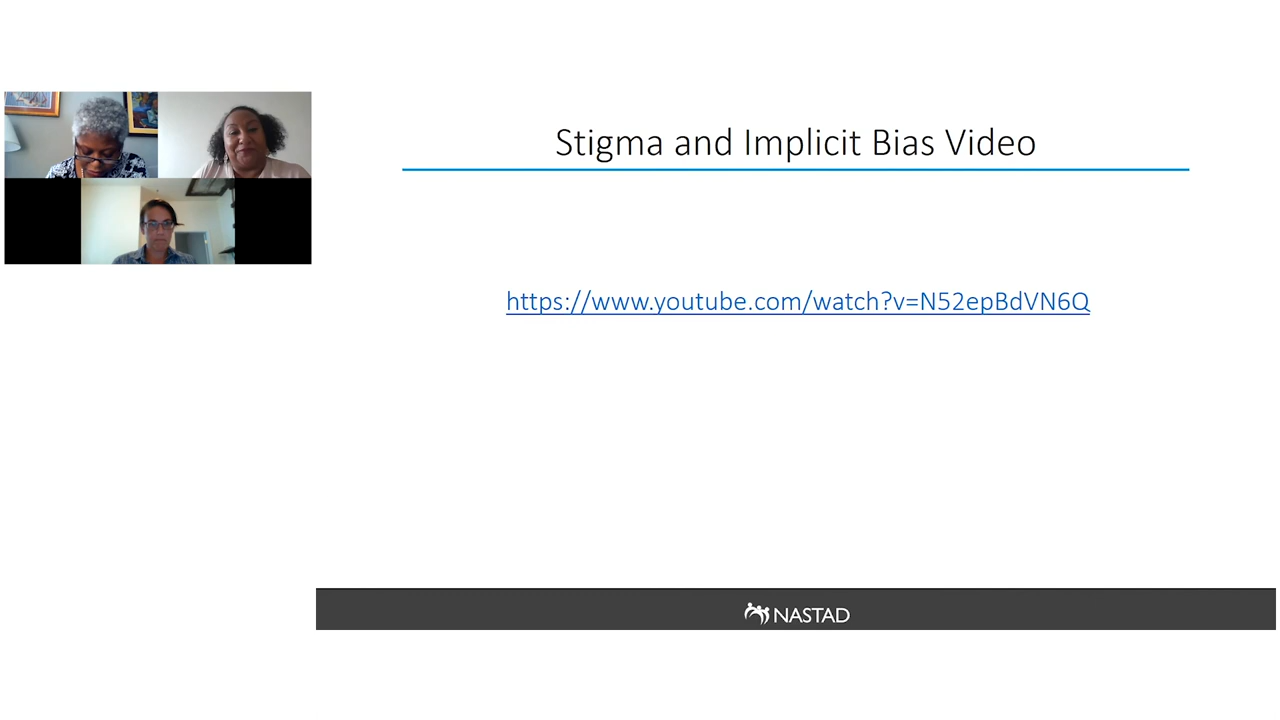 Stigma and Implicit Bias Video
https://www.youtube.com/watch?v=N52epBdVN6Q
NASTAD